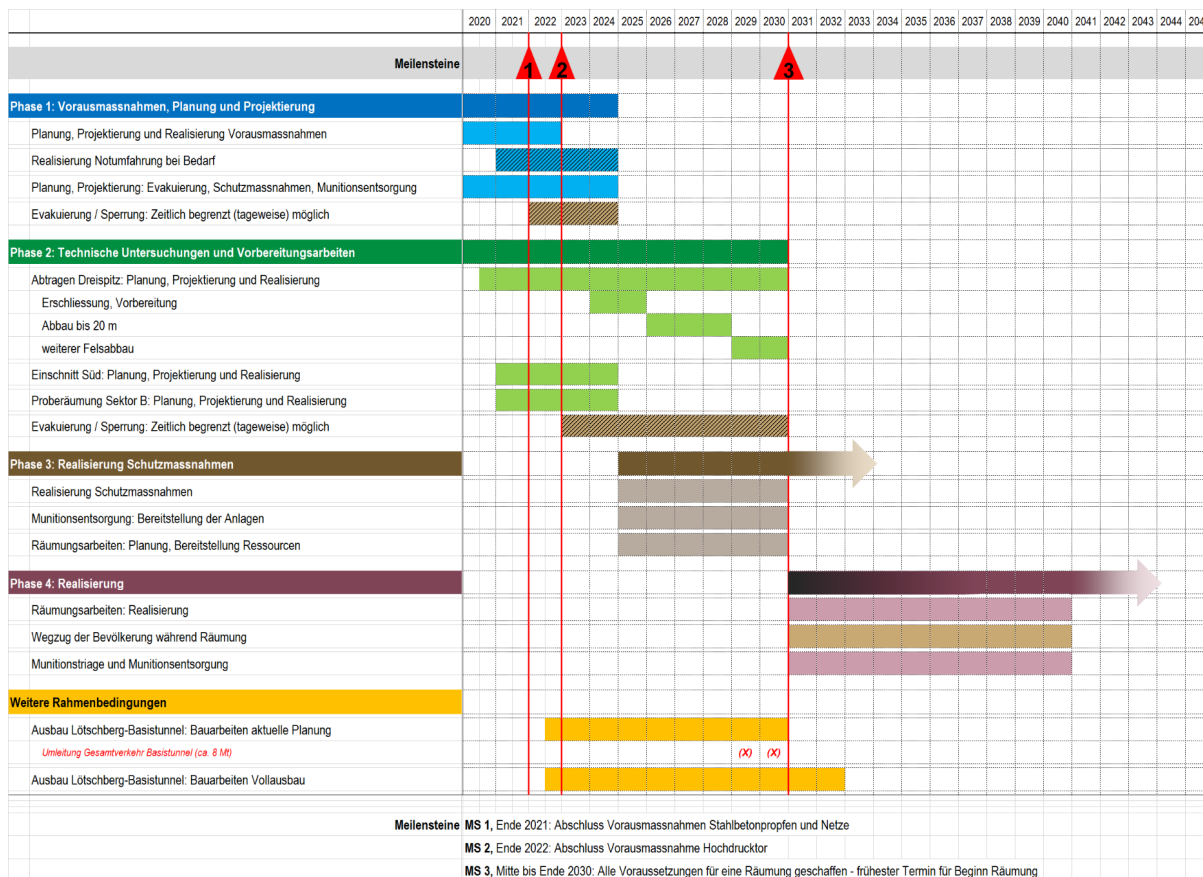 2020 2021 2022 2023 2024 2025 2026 2027 2028 2029 2030 2031 2032 2033 2034 2035 2036 2037 2038 2039 2040 2041 2042 2043 2044
Meilensteine 1 2 3
Phase 1: Vorausmassnahmen, Planung und Projektierung
Planung, Projektierung und Realisierung Vorausmassnahmen
Realisierung Notumfahrung bei Bedarf
Planung, Projektierung: Evakuierung, Schutzmassnahmen, Munitionsentsorgung
Evakuierung / Sperrung: Zeitlich begrenzt (tageweise) möglich
Phase 2: Technische Untersuchungen und Vorbereitungsarbeiten
Abtragen Dreispitz: Planung, Projektierung und Realisierung
Erschliessung, Vorbereitung
Abbau bis 20 m
weiterer Felsabbau
Einschnitt Süd: Planung, Projektierung und Realisierung
Proberäumung Sektor B: Planung, Projektierung und Realisierung
Evakuierung / Sperrung: Zeitlich begrenzt (tageweise) möglich
Phase 3: Realisierung Schutzmassnahmen
Realisierung Schutzmassnahmen
Munitionsentsorgung: Bereitstellung der Anlagen
Räumungsarbeiten: Planung, Bereitstellung Ressourcen
Phase 4: Realisierung
Räumungsarbeiten: Realisierung
Wegzug der Bevölkerung während Räumung
Munitionstriage und Munitionsentsorgung
Weitere Rahmenbedingungen
Ausbau Lötschberg-Basistunnel: Bauarbeiten aktuelle Planung
Umleitung Gesamtverkehr Basistunnel (ca. 8 Mt) (X) (X)
Ausbau Lötschberg-Basistunnel: Bauarbeiten Vollausbau
Meilensteine MS 1, Ende 2021: Abschluss Vorausmassnahmen Stahlbetonpropfen und Netze
MS 2, Ende 2022: Abschluss Vorausmassnahme Hochdrucktor
MS 3, Mitte bis Ende 2030: Alle Voraussetzungen für eine Räumung geschaffen - frühester Termin für Beginn Räumung